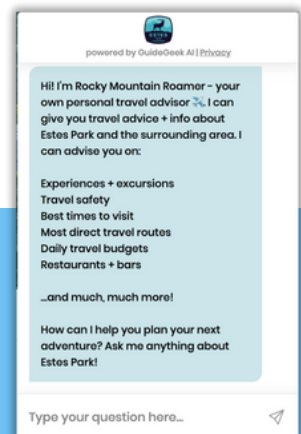 ESTES
powered by GuideGeek AI | Privacy
Hi! I'm Rocky Mountain Roamer - your
own personal travel advisor ✈️. I can
give you travel advice + info about
Estes Park and the surrounding area. I
can advise you on:
Experiences + excursions
Travel safety
Best times to visit
Most direct travel routes
Daily travel budgets
Restaurants + bars
...and much, much more!
How can I help you plan your next
adventure? Ask me anything about
Estes Park!
Type your question here...